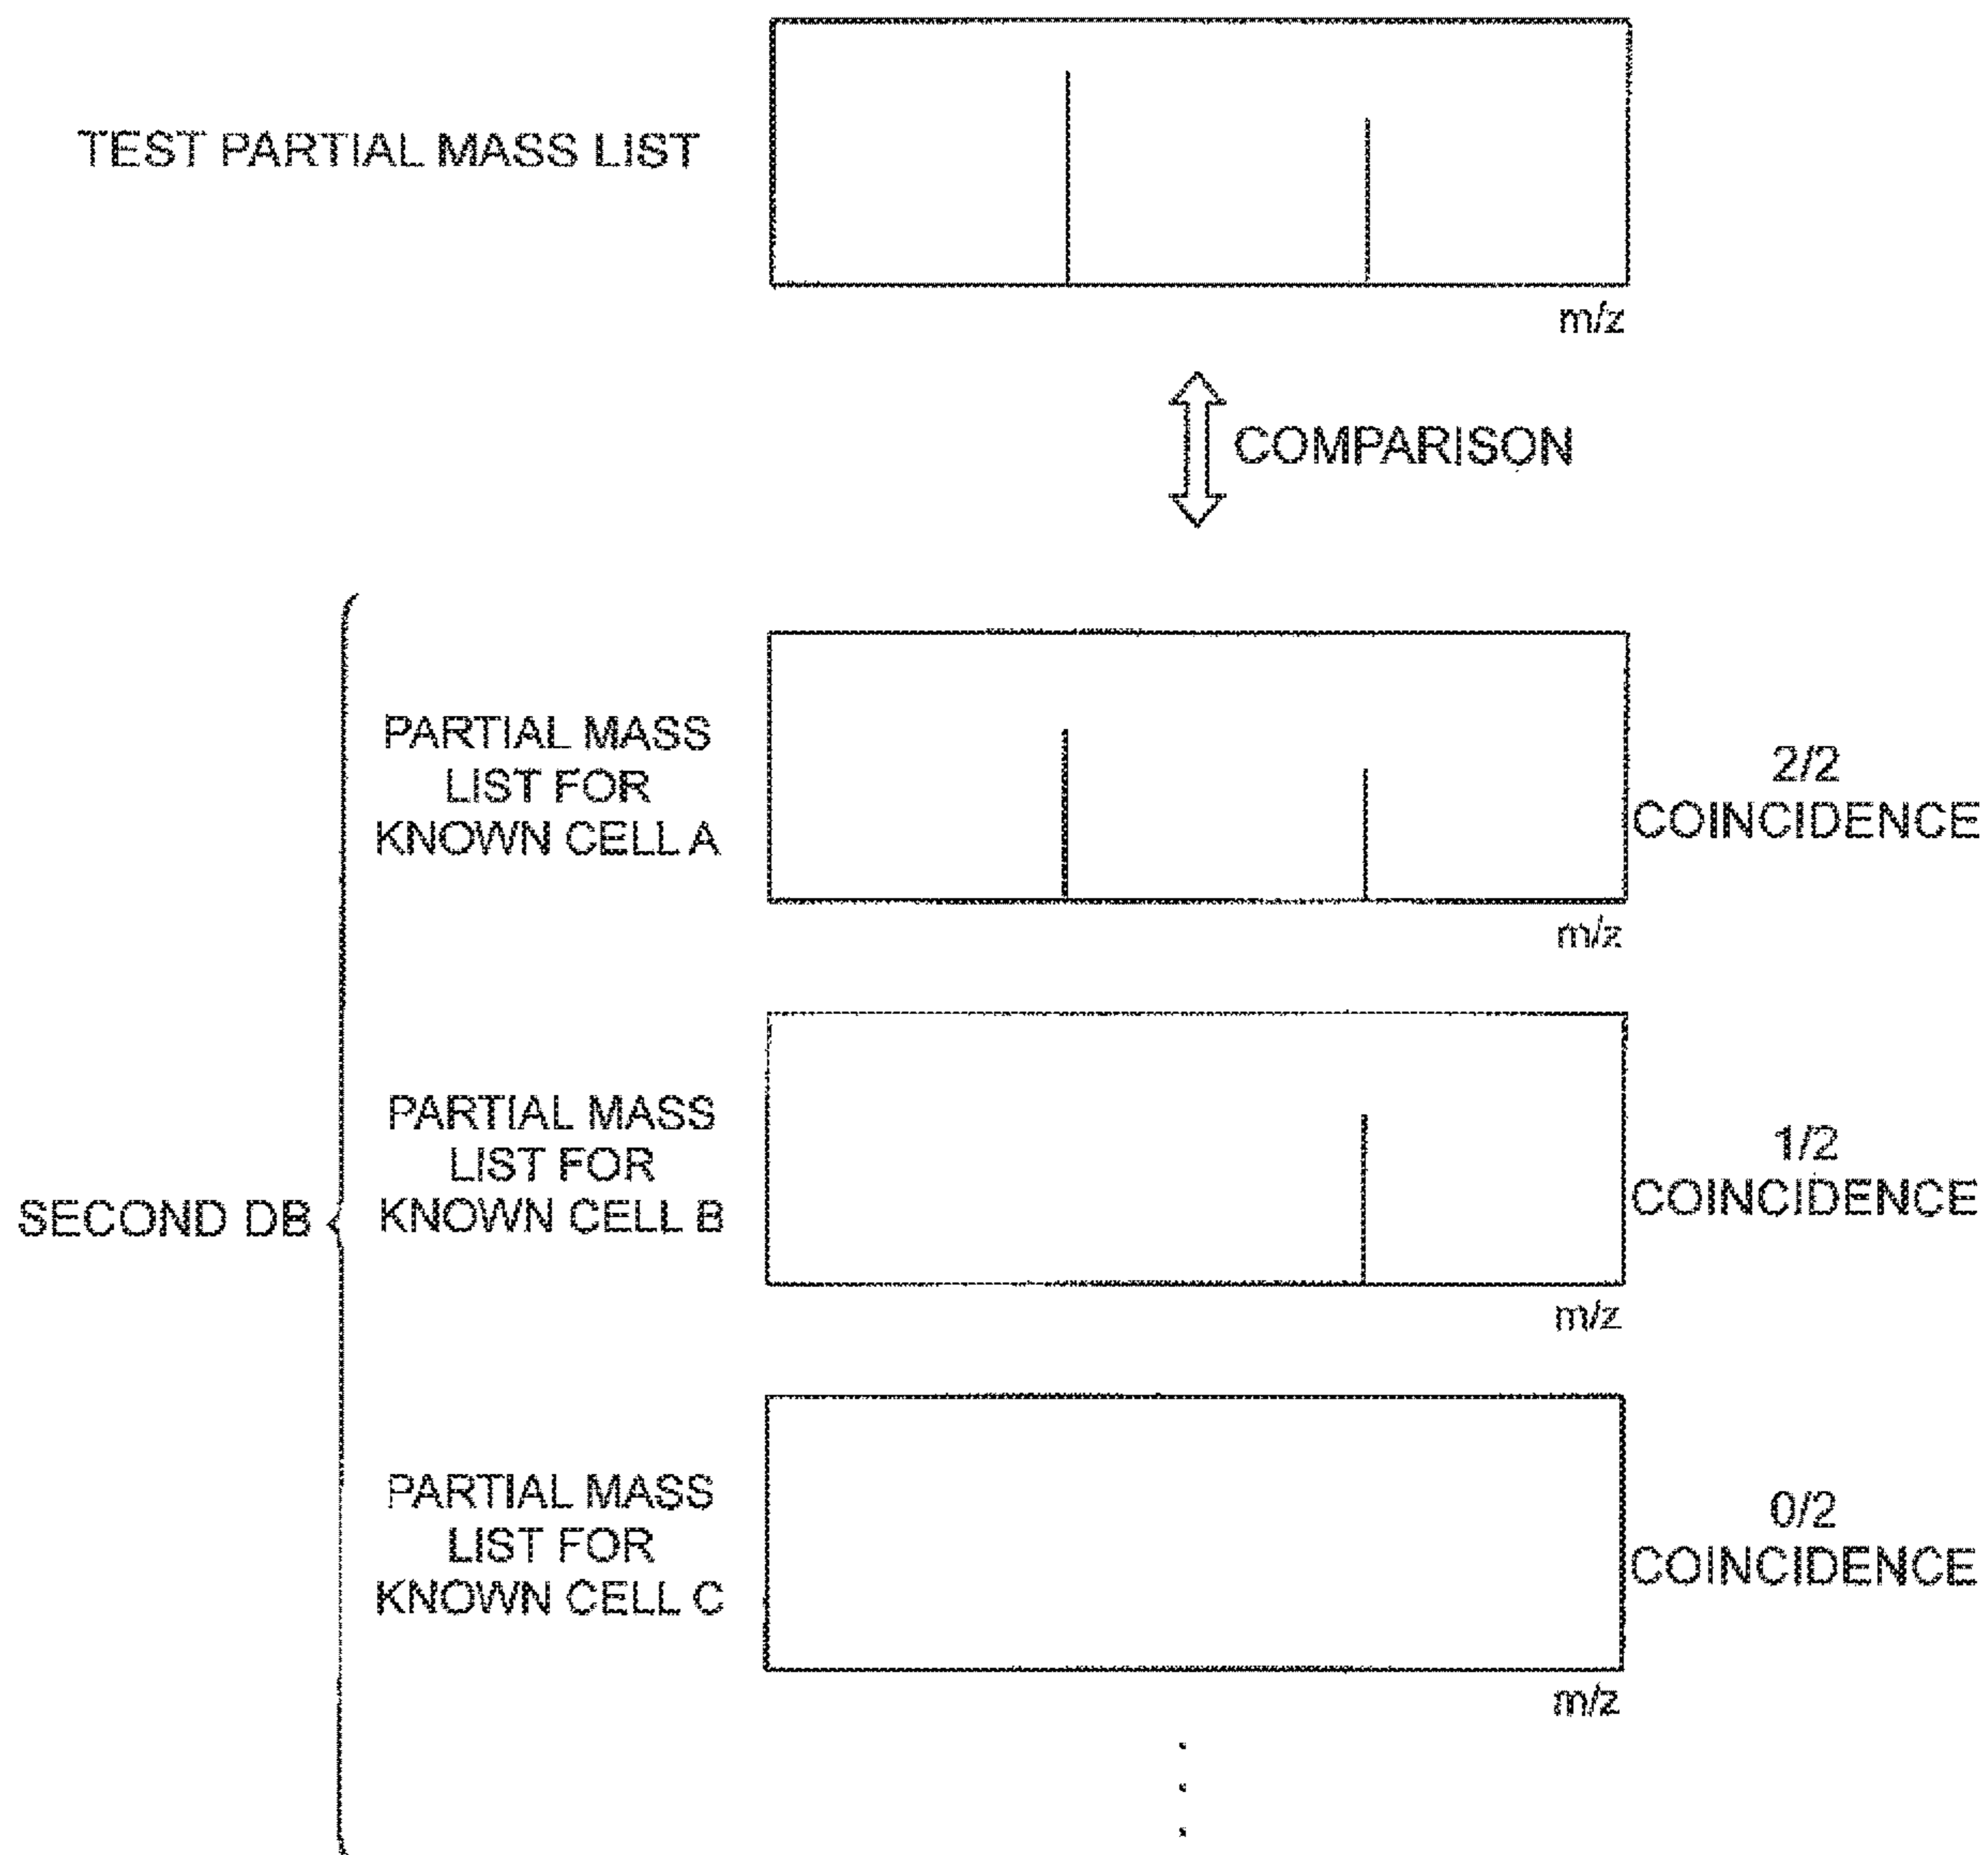 TEST PARTIAL MASS LIST
m/z
COMPARISON
SECOND DB
PARTIAL MASS
LIST FOR
KNOWN CELL A
2/2
COINCIDENCE
m/z
PARTIAL MASS
LIST FOR
KNOWN CELL B
1/2
COINCIDENCE
m/z
PARTIAL MASS
LIST FOR
KNOWN CELL C
0/2
COINCIDENCE
m/z